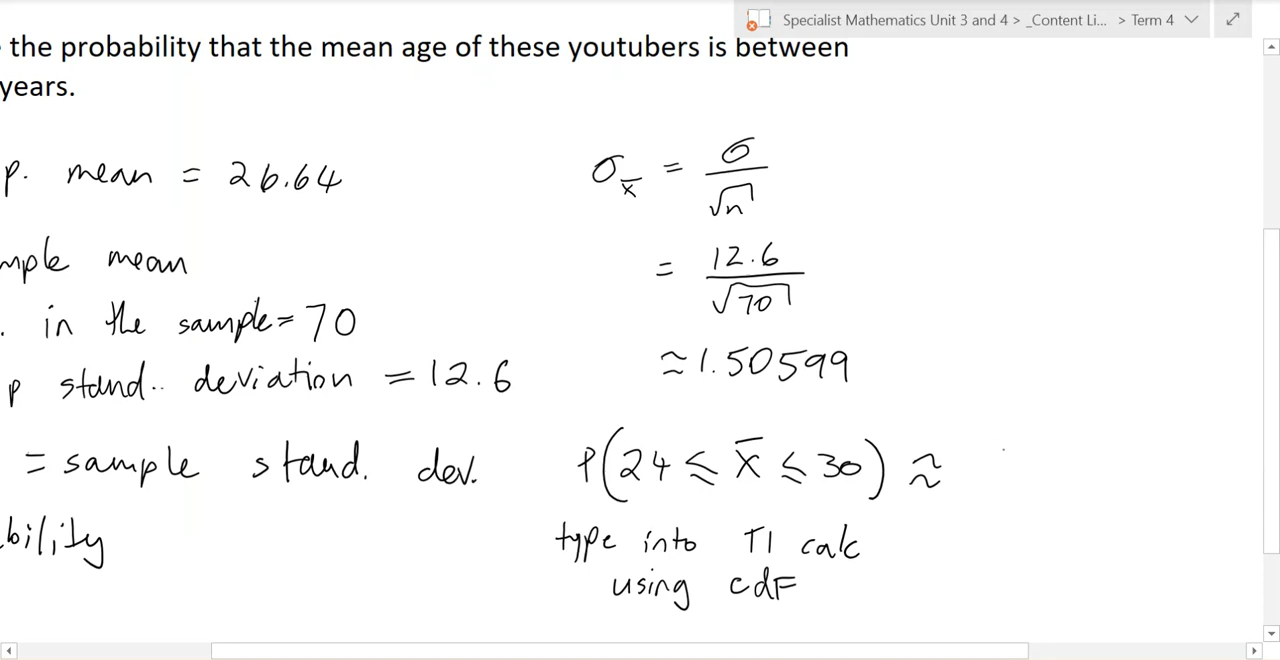 Specialist Mathematics Unit 3 and 4 > _Content Li... > Term 4
the probability that the mean age of these youtubers is between
years.
p. mean = 26.64
mple mean
. in the sample = 70
p stand.. deviation = 12.6
= sample stand. dev.
bility
σx̄ = σ/√n
= 12.6/√70
≈ 1.50599
P(24 ≤ X̄ ≤ 30) ≈
type into TI calc
using cdF